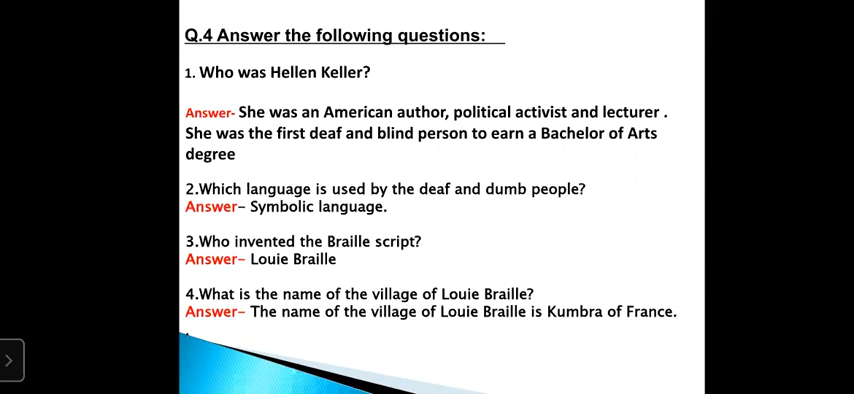 Q.4 Answer the following questions:
1. Who was Hellen Keller?
Answer- She was an American author, political activist and lecturer .
She was the first deaf and blind person to earn a Bachelor of Arts
degree
2.Which language is used by the deaf and dumb people?
Answer– Symbolic language.
3.Who invented the Braille script?
Answer– Louie Braille
4.What is the name of the village of Louie Braille?
Answer– The name of the village of Louie Braille is Kumbra of France.